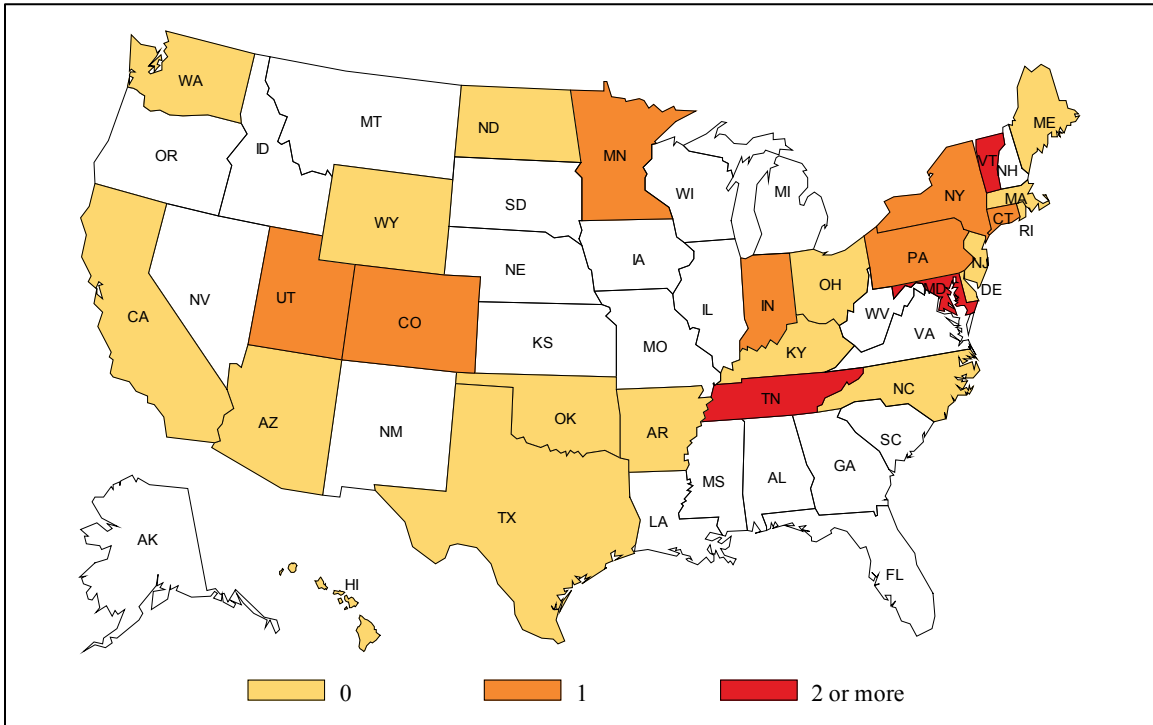 WA
MT
ND
ME
OR
ID
MN
VT
NH
WI
MI
NY
MA
SD
CT
WY
RI
PA
IA
NE
NJ
UT
OH
MD
DE
NV
IL
IN
CA
CO
WV
VA
KS
MO
KY
NC
TN
OK
AZ
NM
AR
SC
GA
MS
AL
TX
LA
AK
FL
HI
0
1
2 or more